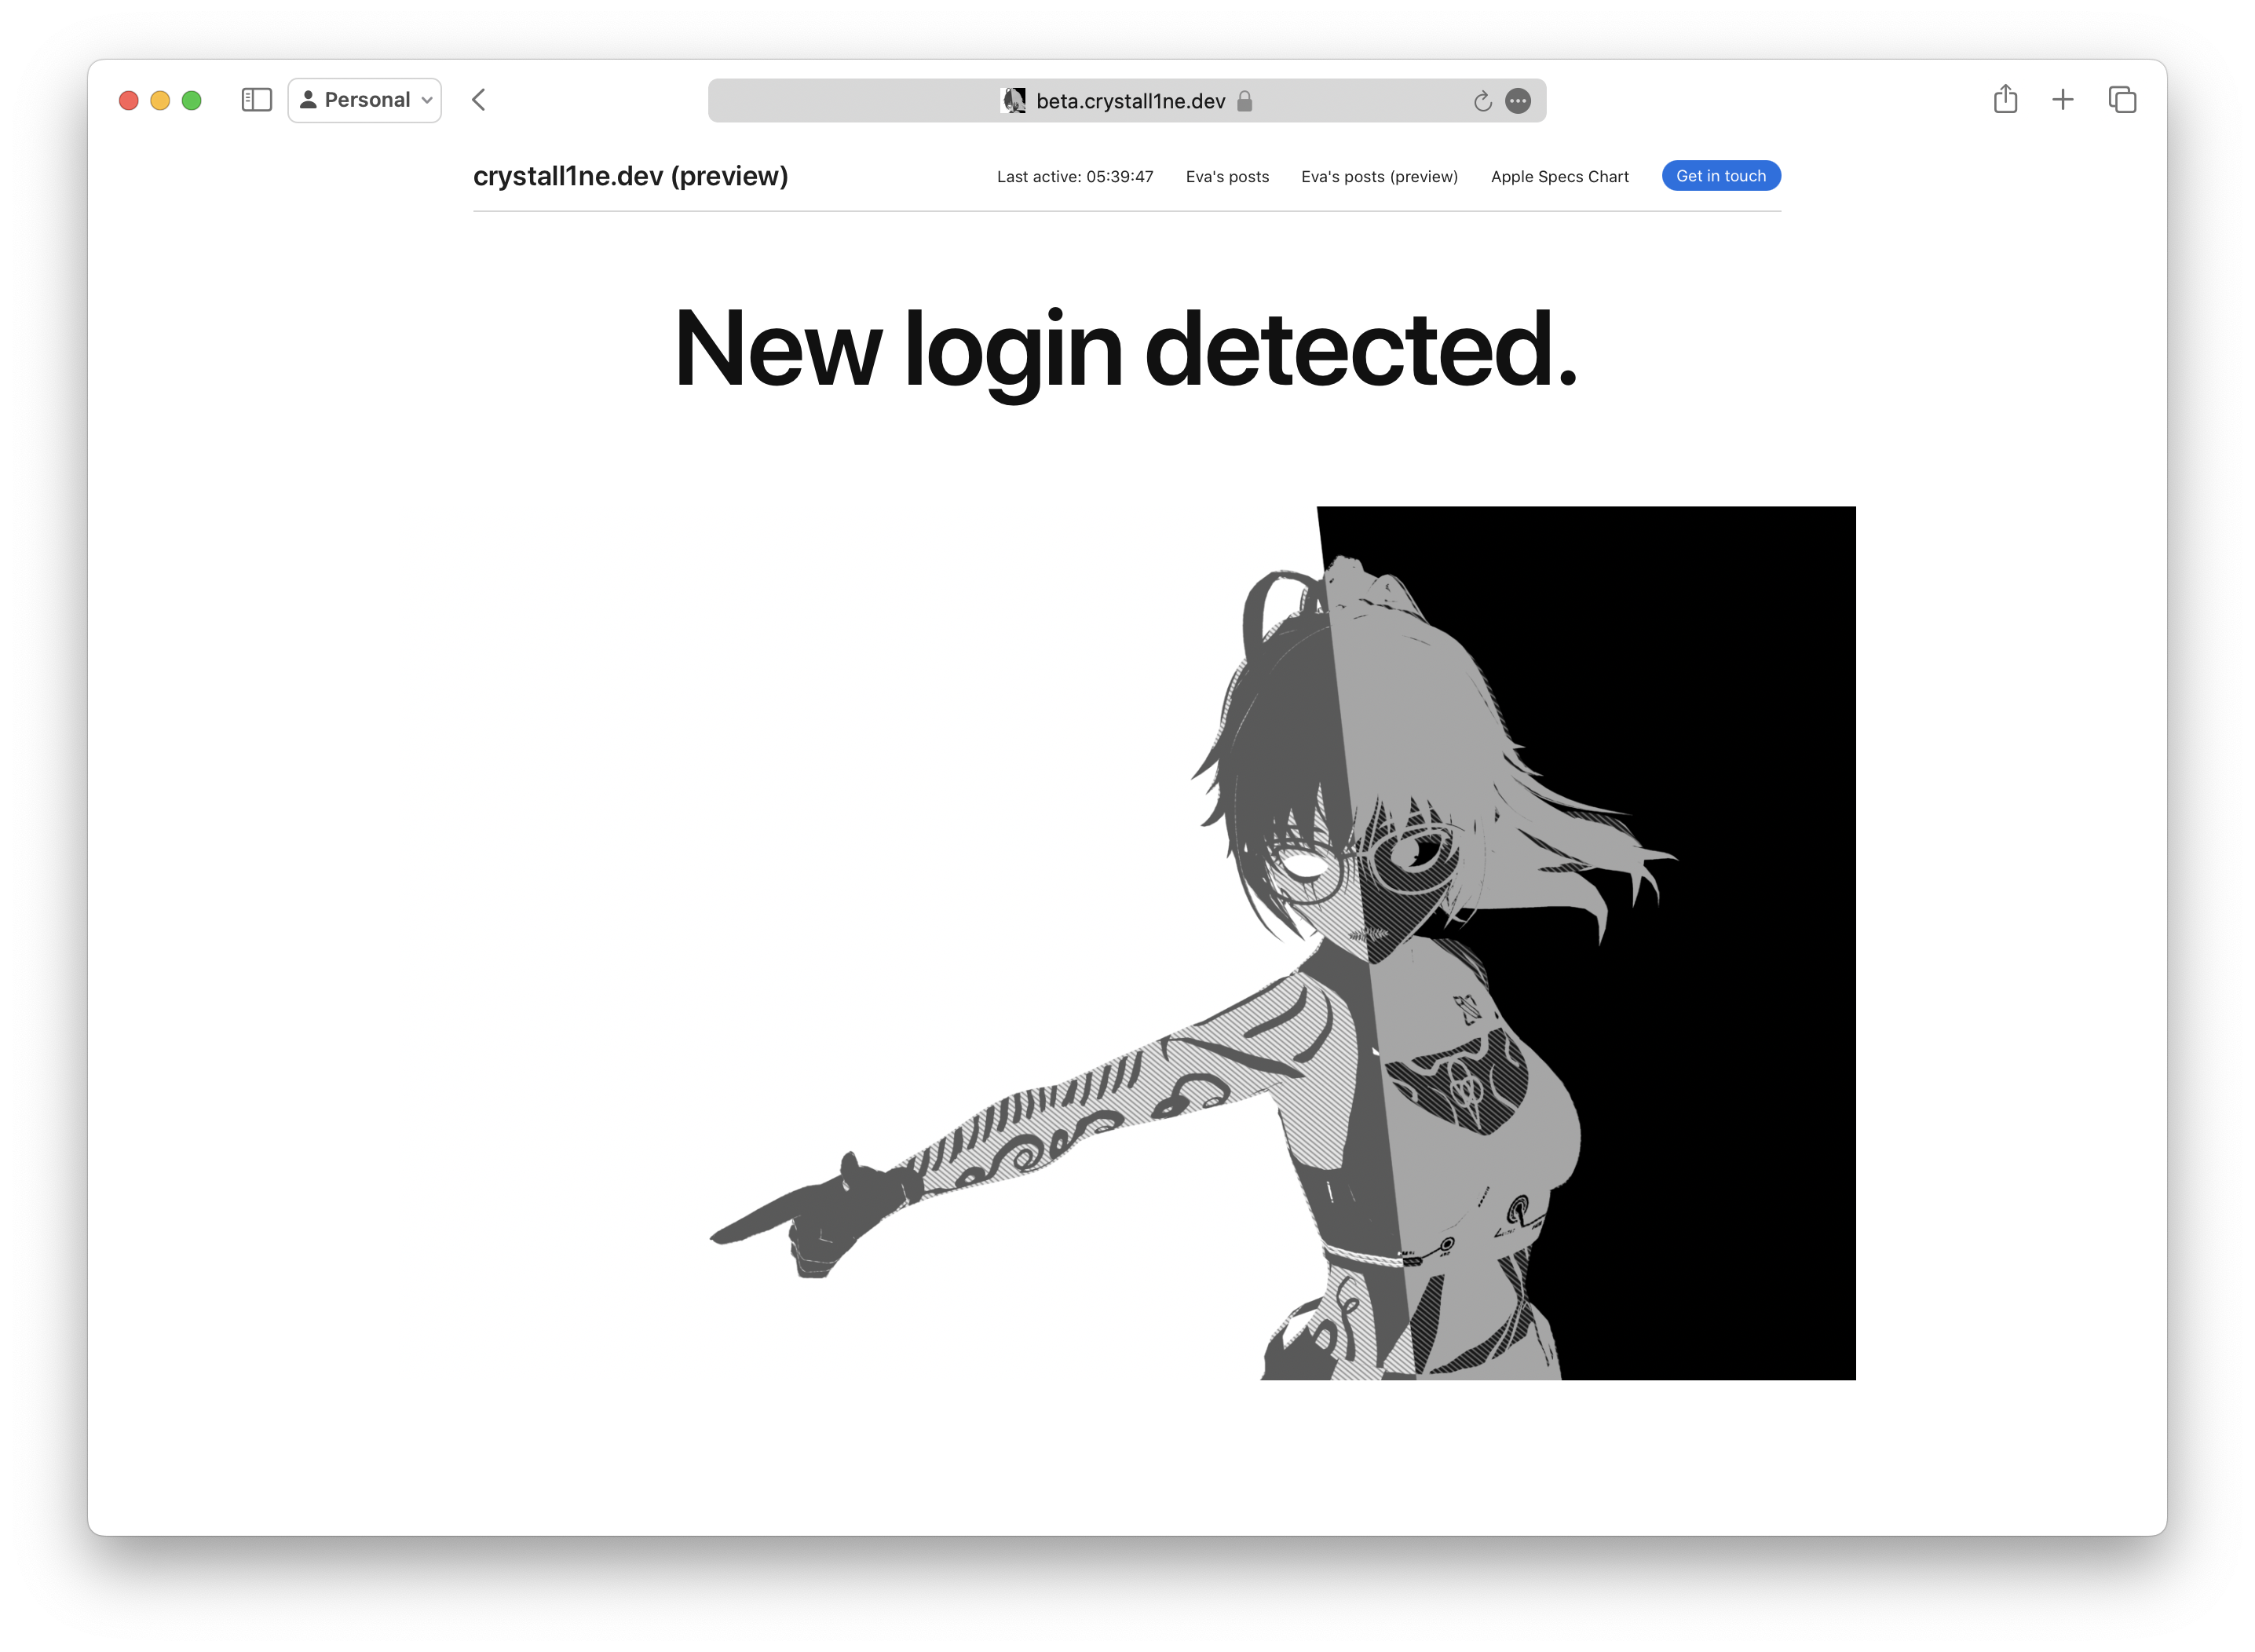 Personal
beta.crystall1ne.dev
crystall1ne.dev (preview)
Last active: 05:39:47
Eva's posts
Eva's posts (preview)
Apple Specs Chart
Get in touch
New login detected.